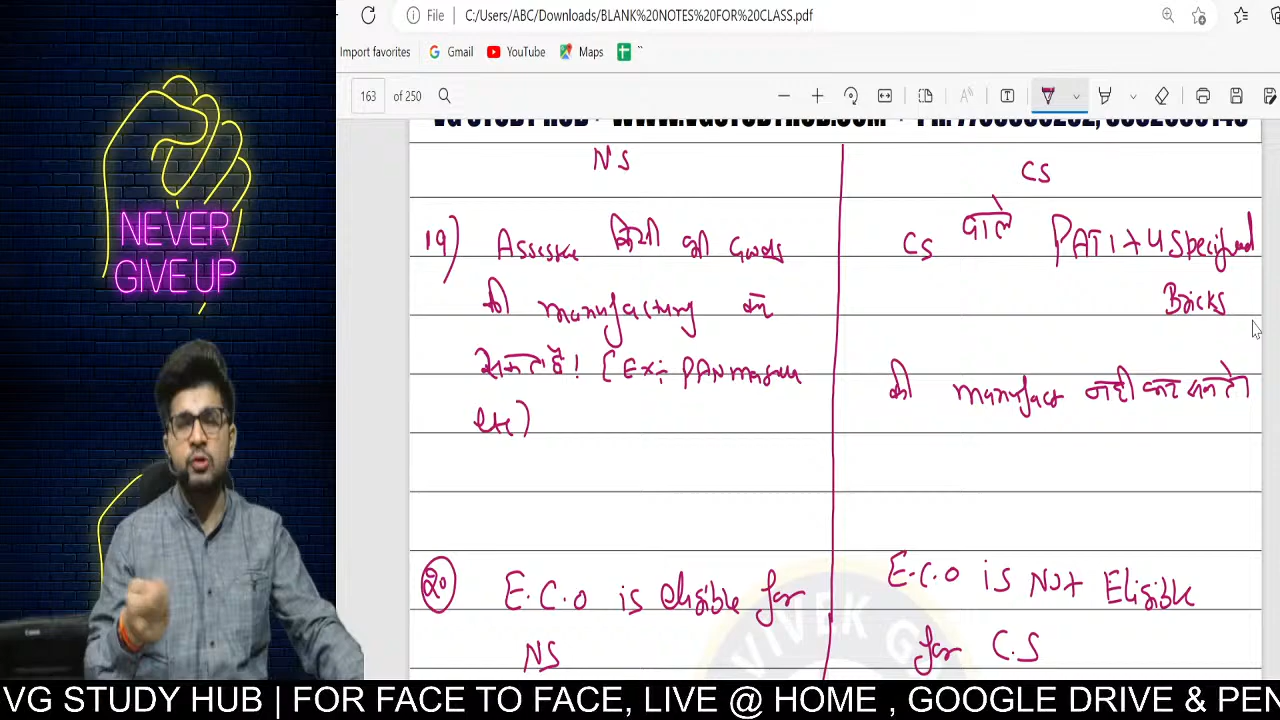 File C:/Users/ABC/Downloads/BLANK%20NOTES%20FOR%20CLASS.pdf
Import favorites Gmail YouTube Maps
163 of 250
NS
CS
19) Assessee किसी भी Goods
CS वाले PAT1 + 4 Specified
Bricks
की manufacturing कर
सकता है! [Ex:- PAN masala
etc)
को manufact नहीं कर सकते
20 E.C.O is eligible for
NS
E.C.O is Not Eligible
for C.S
NEVER
GIVE UP
VG STUDY HUB | FOR FACE TO FACE, LIVE @ HOME , GOOGLE DRIVE & PEN